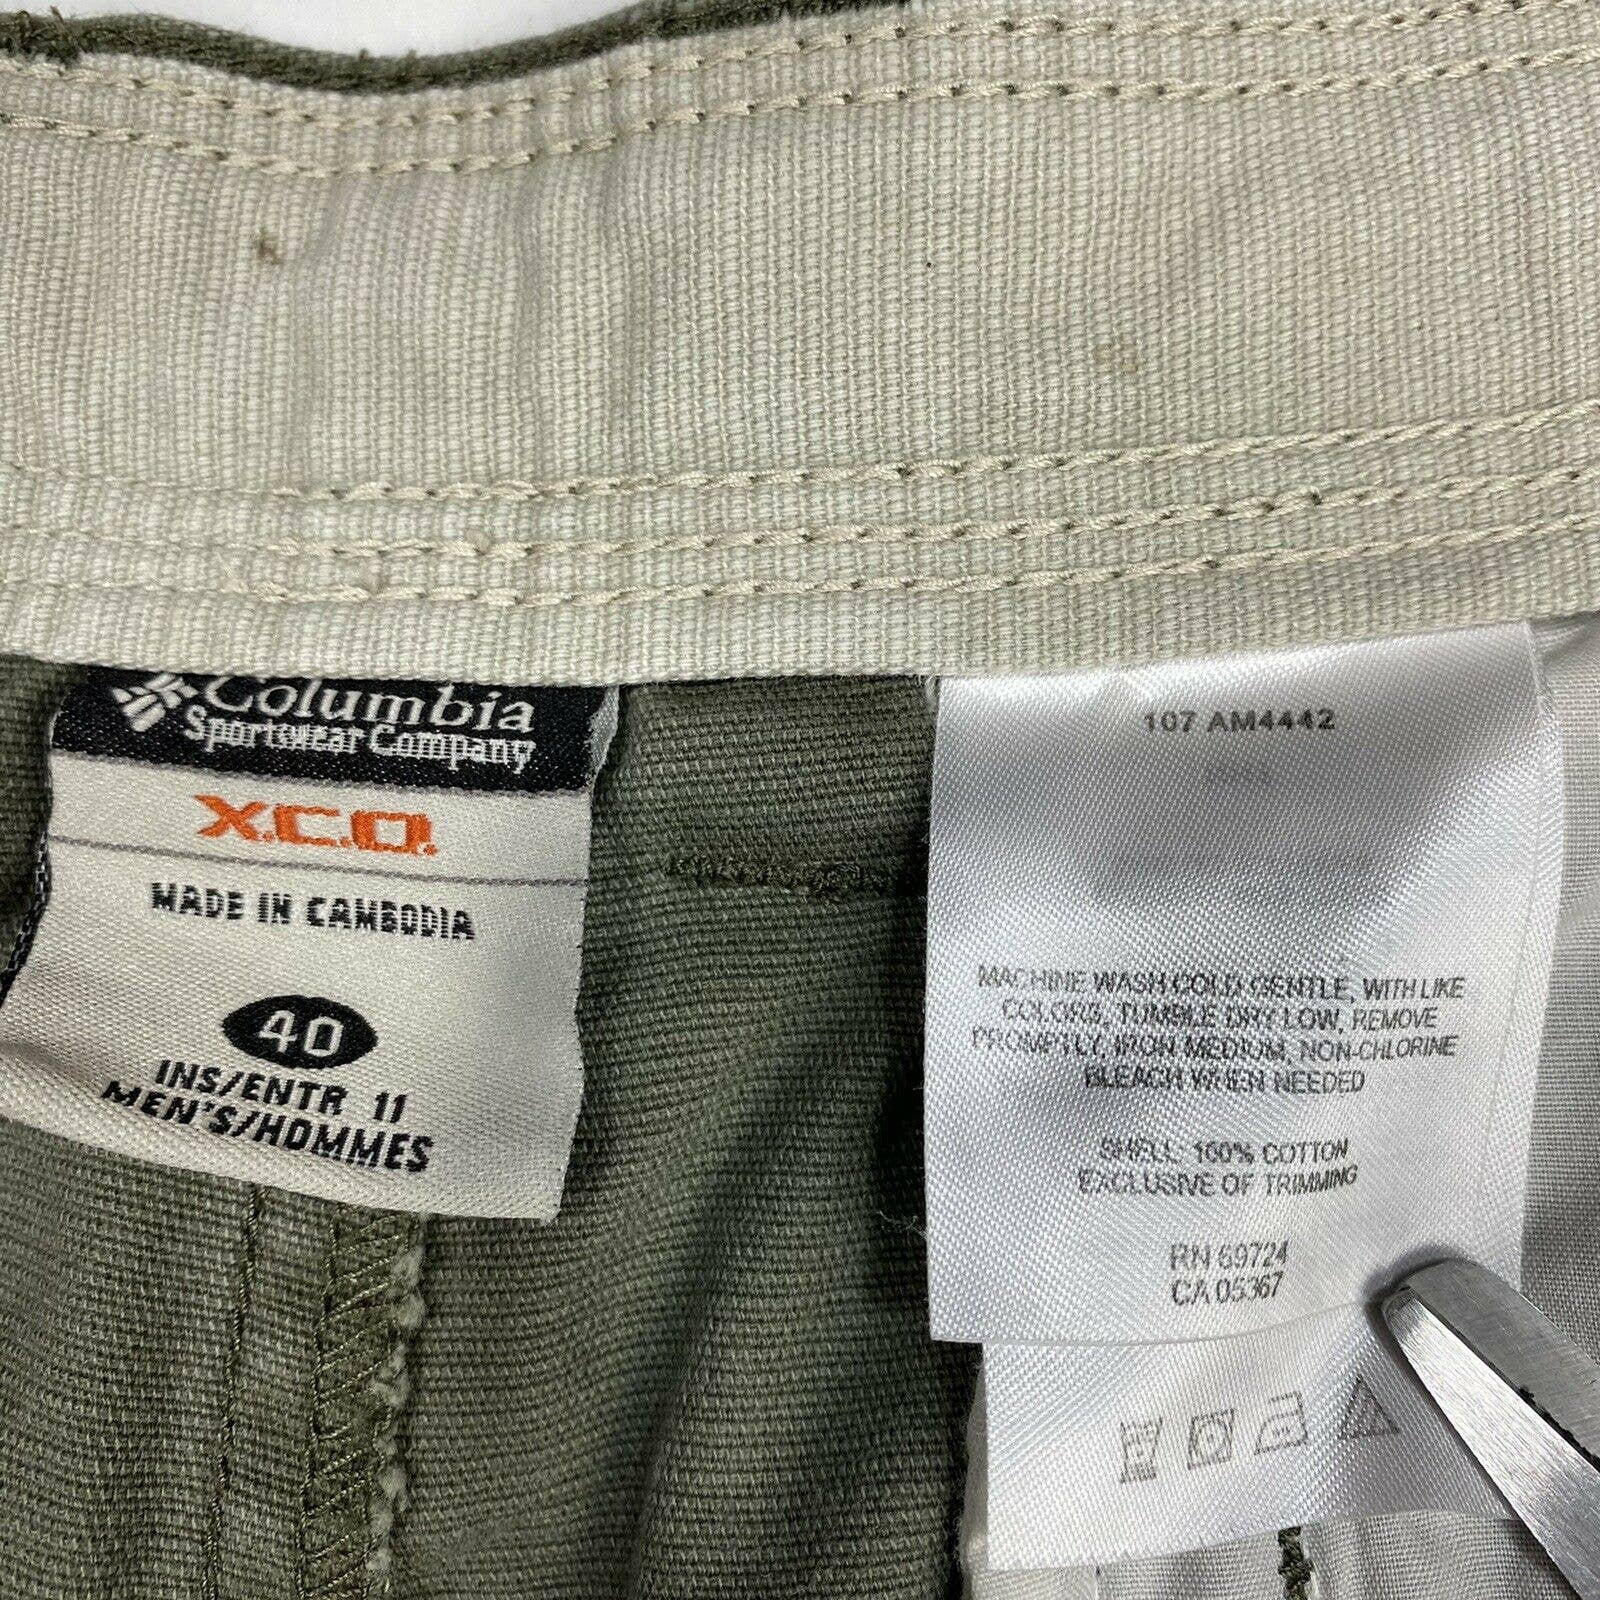 Columbia
Sportswear Company
X.C.O.
MADE IN CAMBODIA
40
INS/ENTR 11
MEN'S/HOMMES
107 AM4442
MACHINE WASH COLD GENTLE, WITH LIKE
COLORS, TUMBLE DRY LOW, REMOVE
PROMPTLY, IRON MEDIUM, NON-CHLORINE
BLEACH WHEN NEEDED
SHELL: 100% COTTON
EXCLUSIVE OF TRIMMING
RN 69724
CA 05367